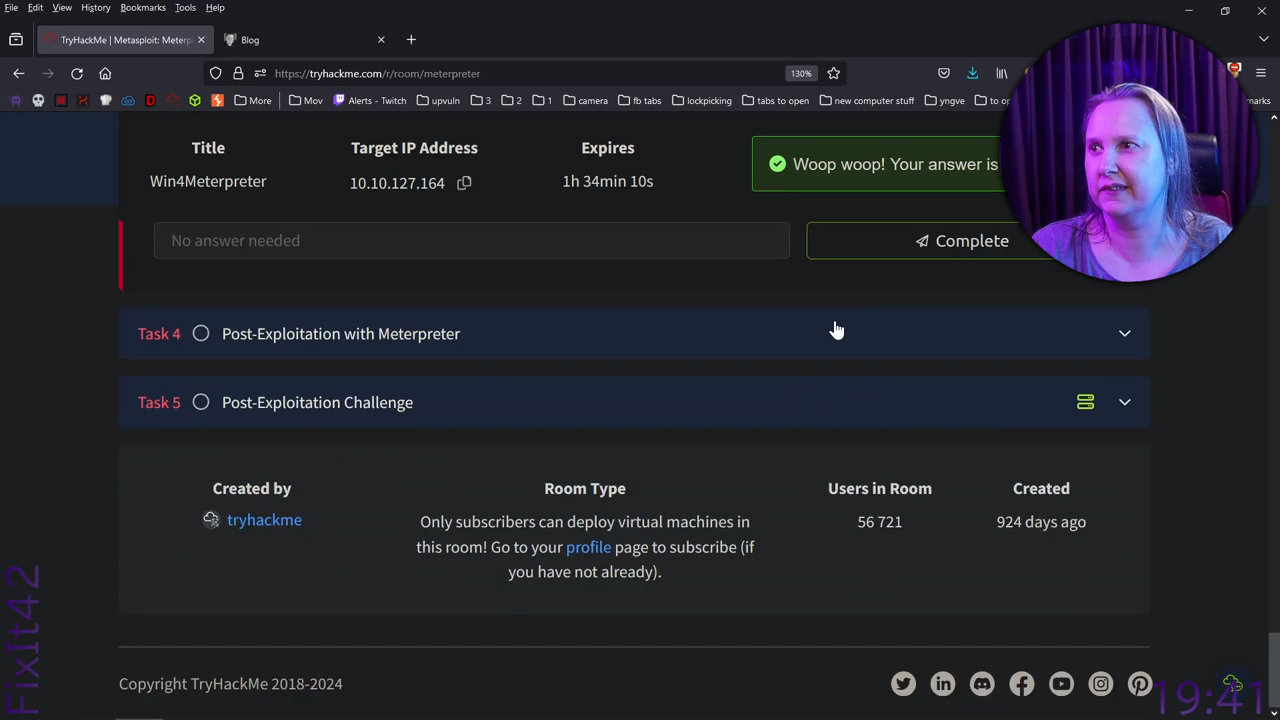 File Edit View History Bookmarks Tools Help
TryHackMe | Metasploit: Meterp
Blog
https://tryhackme.com/r/room/meterpreter
130%
More
Mov
Alerts - Twitch
upvuln
3
2
1
camera
fb tabs
lockpicking
tabs to open
new computer stuff
yngve
to o
marks
Title
Target IP Address
Expires
Win4Meterpreter
10.10.127.164
1h 34min 10s
Woop woop! Your answer is
No answer needed
Complete
Task 4
Post-Exploitation with Meterpreter
Task 5
Post-Exploitation Challenge
Created by
Room Type
Users in Room
Created
tryhackme
Only subscribers can deploy virtual machines in
this room! Go to your profile page to subscribe (if
you have not already).
56 721
924 days ago
Copyright TryHackMe 2018-2024
FixIt42
19:41